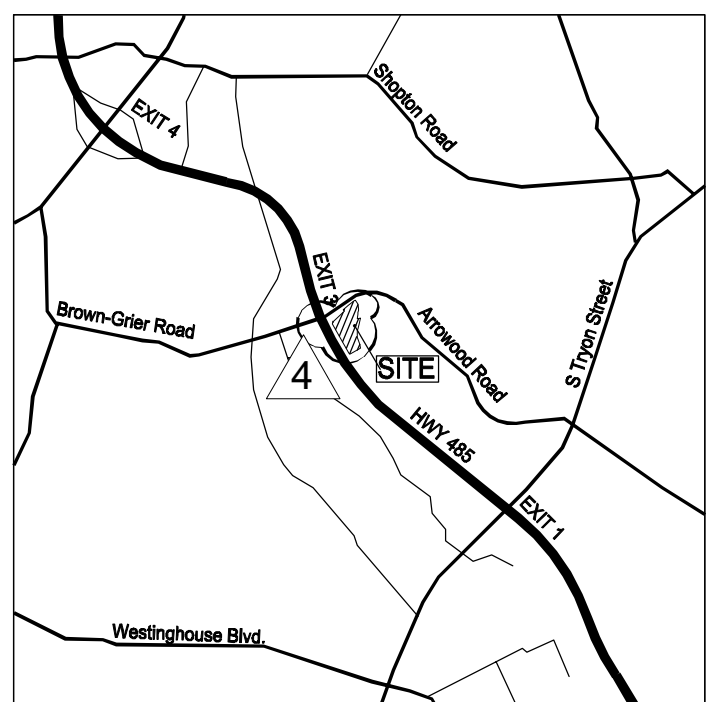 Shopton Road
EXIT 4
EXIT 3
Brown-Grier Road
Arrowood Road
S Tryon Street
SITE
4
HWY 485
EXIT 1
Westinghouse Blvd.